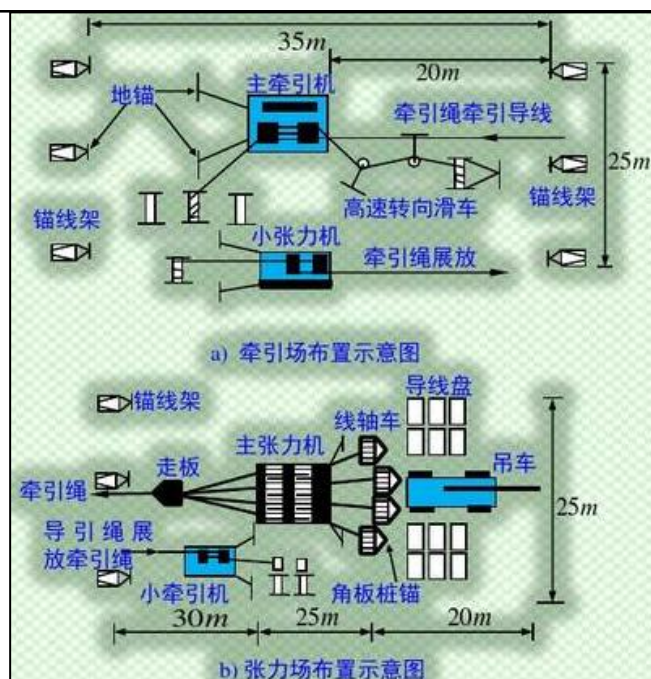 35m
20m
主牵引机
地锚
牵引绳牵引导线
25m
锚线架
高速转向滑车
锚线架
小张力机
牵引绳展放
a) 牵引场布置示意图
导线盘
锚线架
线轴车
主张力机
吊车
走板
牵引绳
25m
导引绳展
放牵引绳
小牵引机
角板桩锚
30m
25m
20m
b) 张力场布置示意图